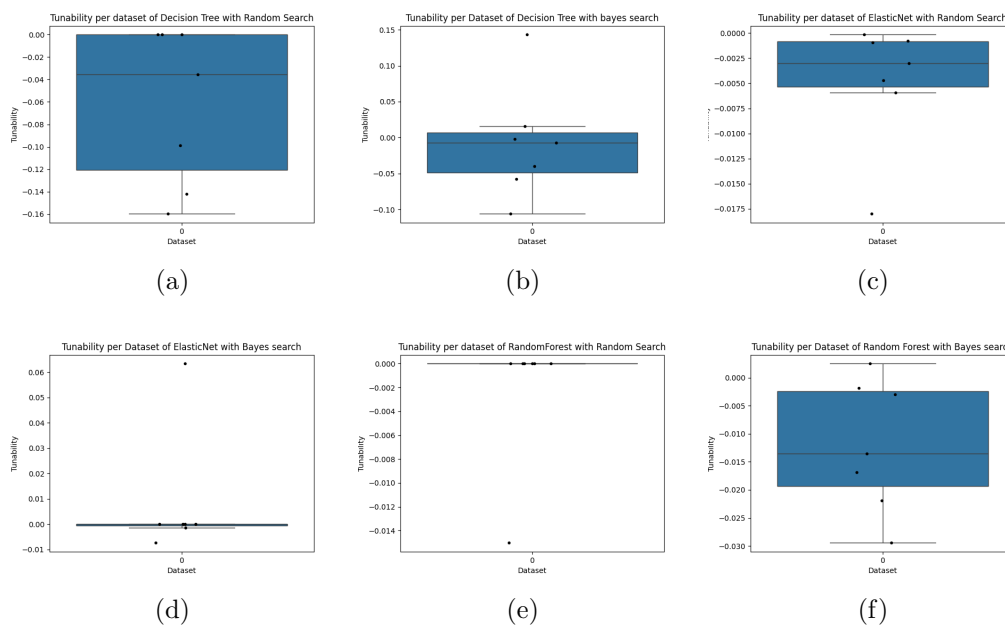 Tunability per dataset of Decision Tree with Random Search
0.00
−0.02
−0.04
−0.06
−0.08
−0.10
−0.12
−0.14
−0.16
Tunability
0
Dataset
(a)
Tunability per Dataset of Decision Tree with bayes search
0.15
0.10
0.05
0.00
−0.05
−0.10
Tunability
0
Dataset
(b)
Tunability per dataset of ElasticNet with Random Search
0.0000
−0.0025
−0.0050
−0.0075
−0.0100
−0.0125
−0.0150
−0.0175
0
Dataset
(c)
Tunability per Dataset of ElasticNet with Bayes search
0.06
0.05
0.04
0.03
0.02
0.01
0.00
−0.01
Tunability
0
Dataset
(d)
Tunability per dataset of RandomForest with Random Search
0.000
−0.002
−0.004
−0.006
−0.008
−0.010
−0.012
−0.014
Tunability
0
Dataset
(e)
Tunability per Dataset of Random Forest with Bayes searc
0.000
−0.005
−0.010
−0.015
−0.020
−0.025
−0.030
Tunability
0
Dataset
(f)